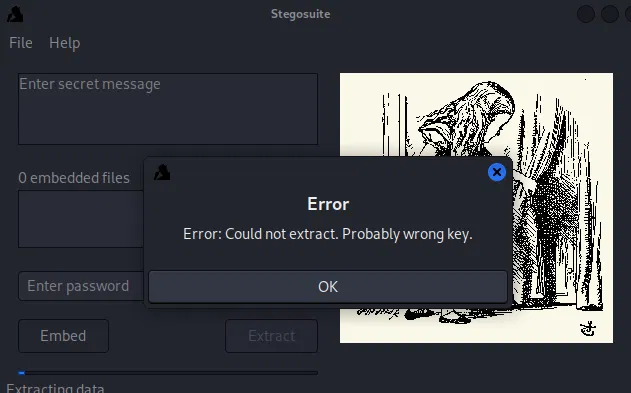 Stegosuite
File Help
Enter secret message
0 embedded files
Error
Error: Could not extract. Probably wrong key.
OK
Enter password
Embed Extract
Extracting data